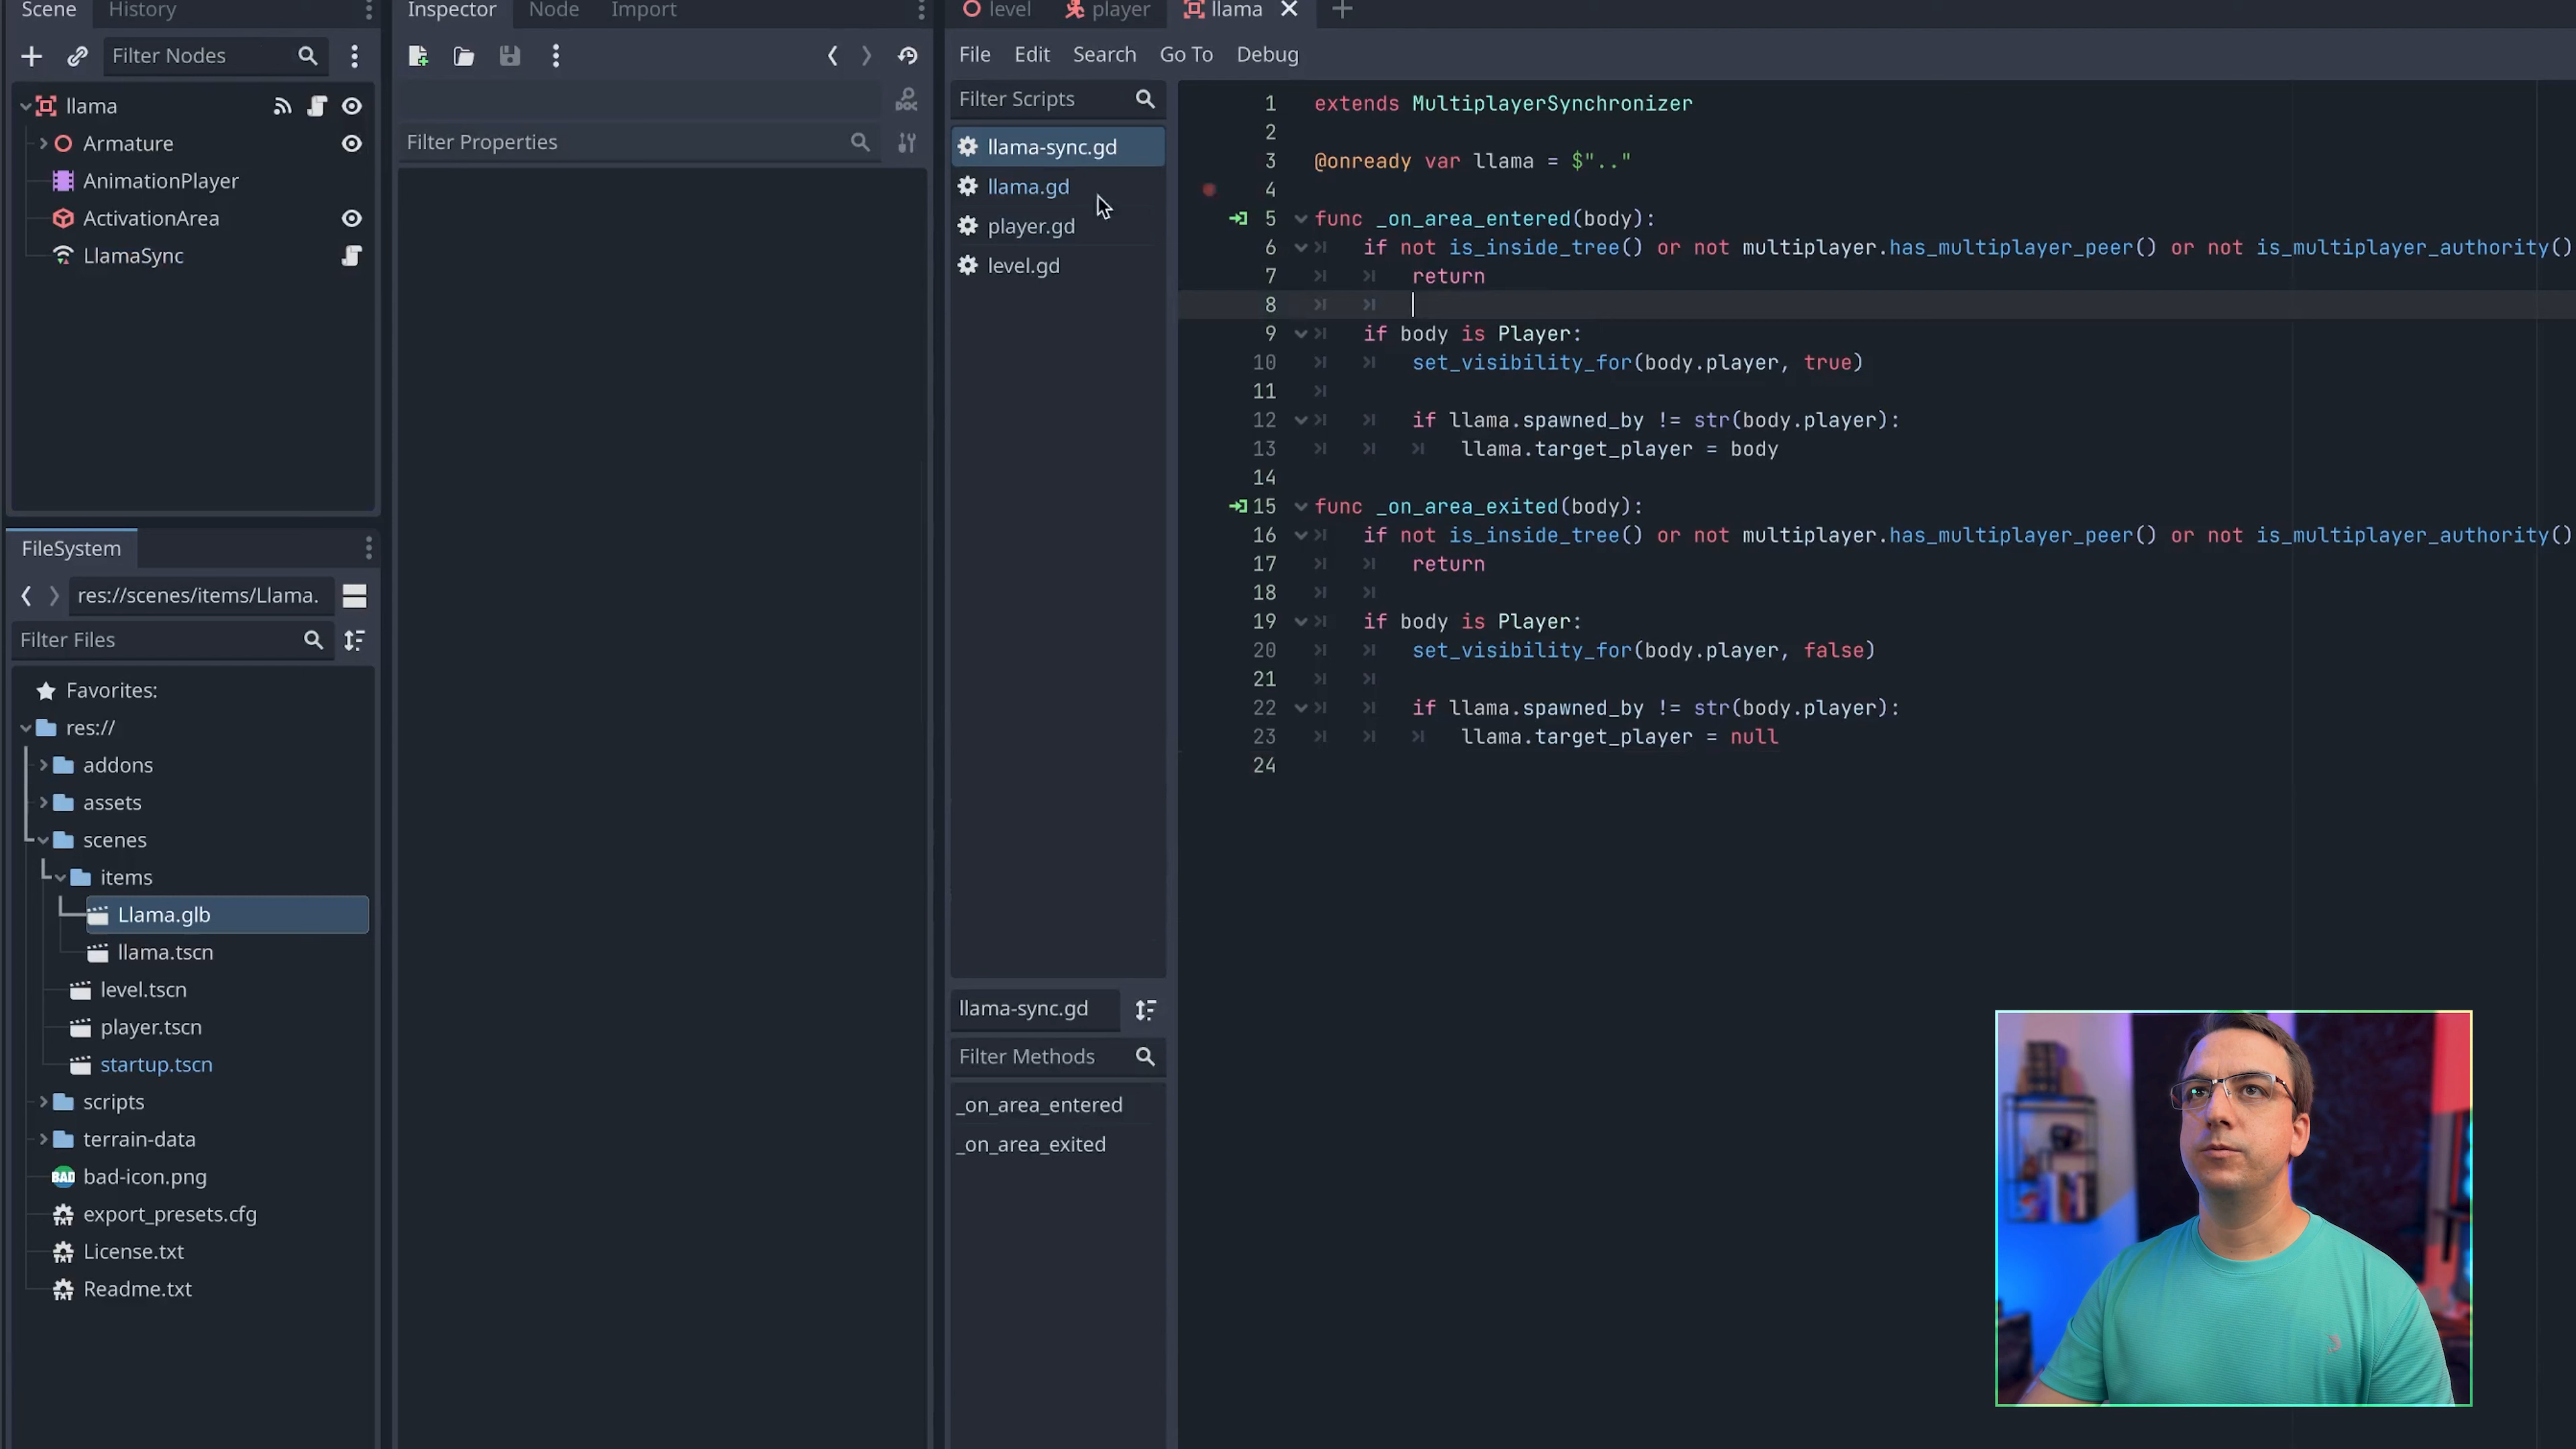 Scene History
Filter Nodes
llama
Armature
AnimationPlayer
ActivationArea
LlamaSync
FileSystem
res://scenes/items/Llama.
Filter Files
Favorites:
res://
addons
assets
scenes
items
Llama.glb
llama.tscn
level.tscn
player.tscn
startup.tscn
scripts
terrain-data
BAD bad-icon.png
export_presets.cfg
License.txt
Readme.txt
Inspector Node Import
DOC
Filter Properties
level player llama
File Edit Search Go To Debug
Filter Scripts
llama-sync.gd
llama.gd
player.gd
level.gd
llama-sync.gd
Filter Methods
_on_area_entered
_on_area_exited
1 extends MultiplayerSynchronizer
2
3 @onready var llama = $".."
4
5 func _on_area_entered(body):
6 if not is_inside_tree() or not multiplayer.has_multiplayer_peer() or not is_multiplayer_authority()
7 return
8
9 if body is Player:
10 set_visibility_for(body.player, true)
11
12 if llama.spawned_by != str(body.player):
13 llama.target_player = body
14
15 func _on_area_exited(body):
16 if not is_inside_tree() or not multiplayer.has_multiplayer_peer() or not is_multiplayer_authority()
17 return
18
19 if body is Player:
20 set_visibility_for(body.player, false)
21
22 if llama.spawned_by != str(body.player):
23 llama.target_player = null
24